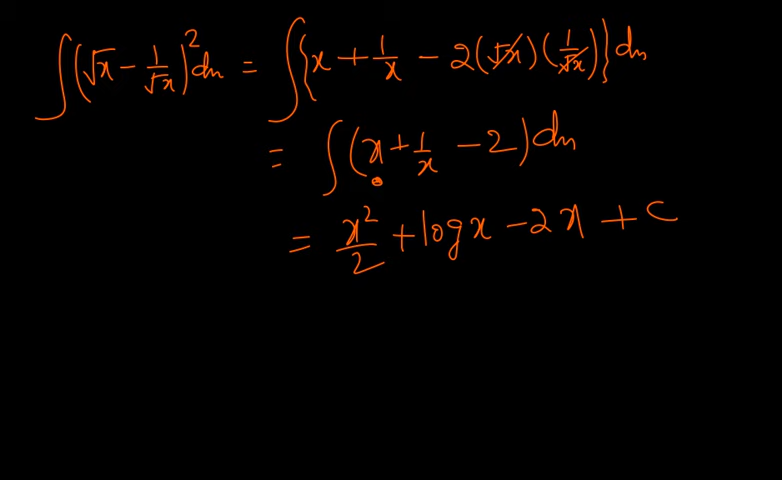 ∫(√x - 1/√x)² dx = ∫{x + 1/x - 2(√x)(1/√x)} dx
= ∫(x + 1/x - 2) dx
= x²/2 + log x - 2x + c